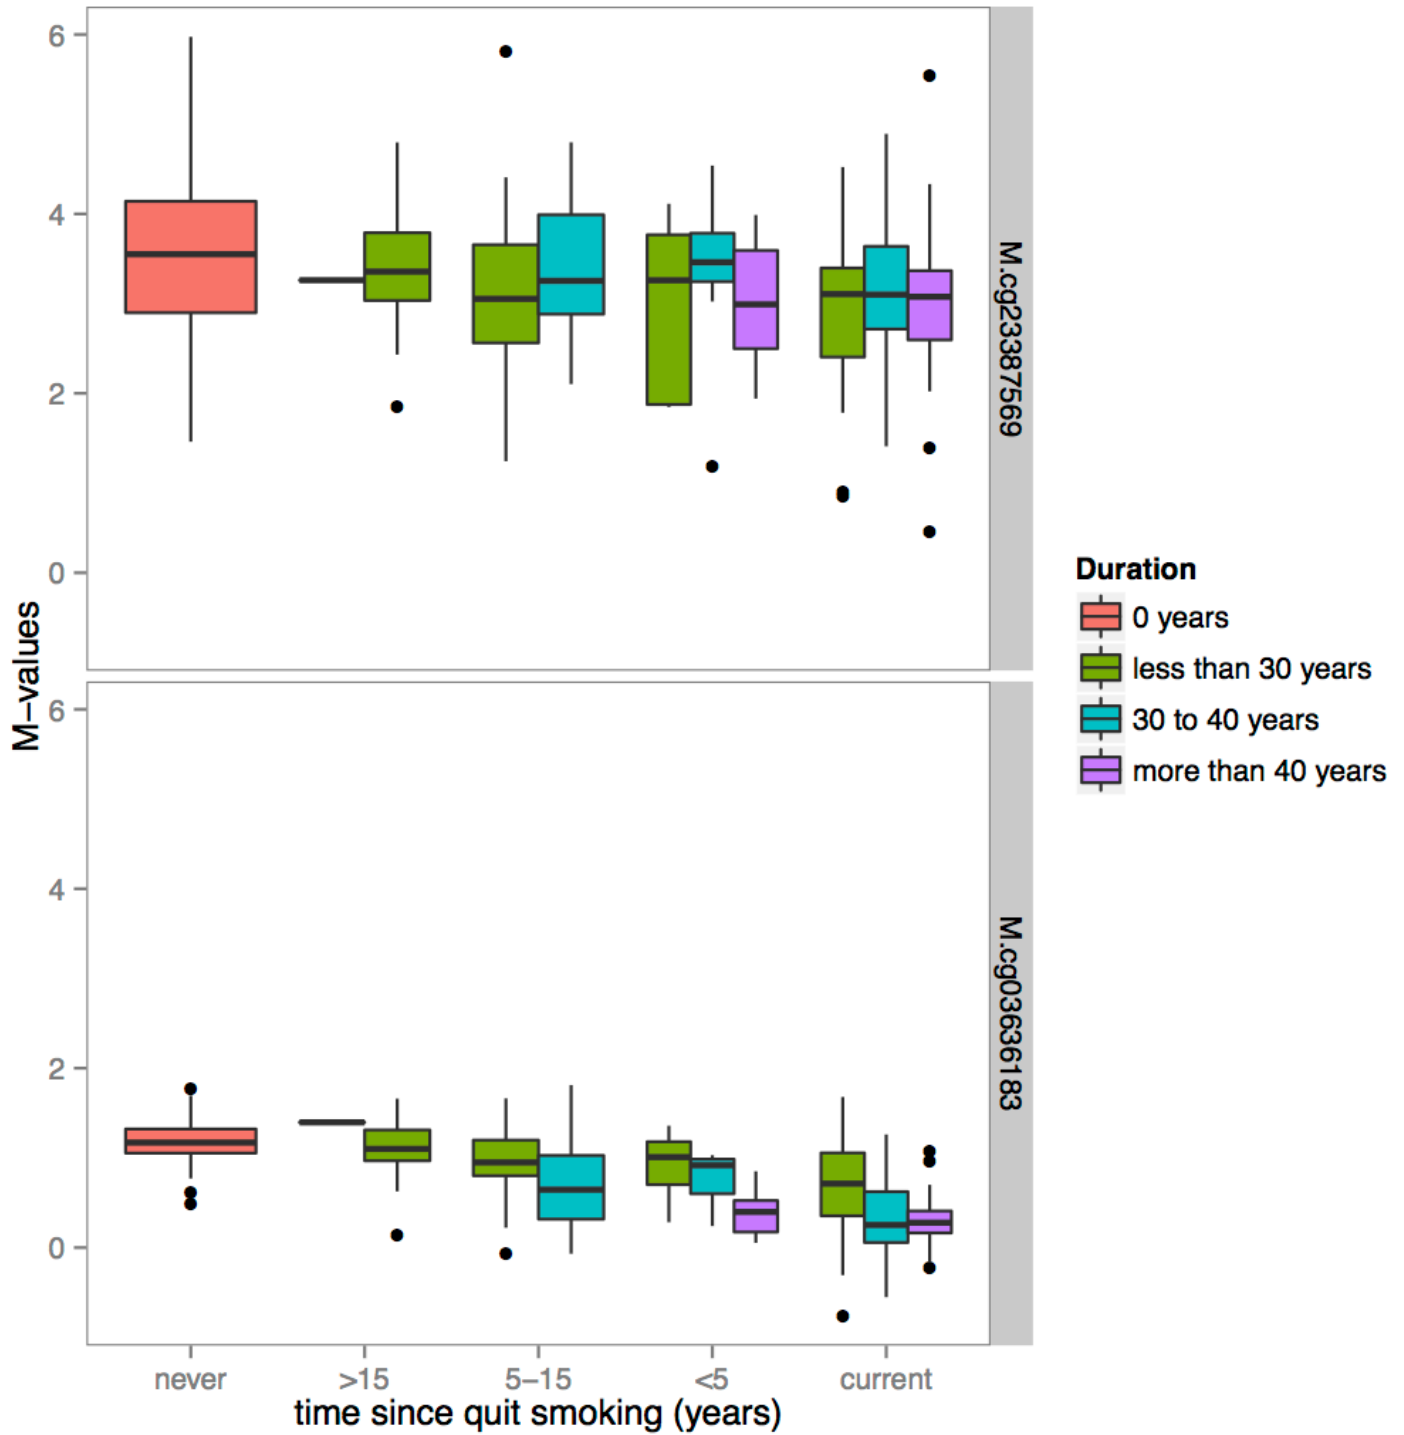 6
4
2
0
M.cg23387569
M−values
6
4
2
0
M.cg03636183
never
>15
5−15
<5
current
time since quit smoking (years)
Duration
0 years
less than 30 years
30 to 40 years
more than 40 years